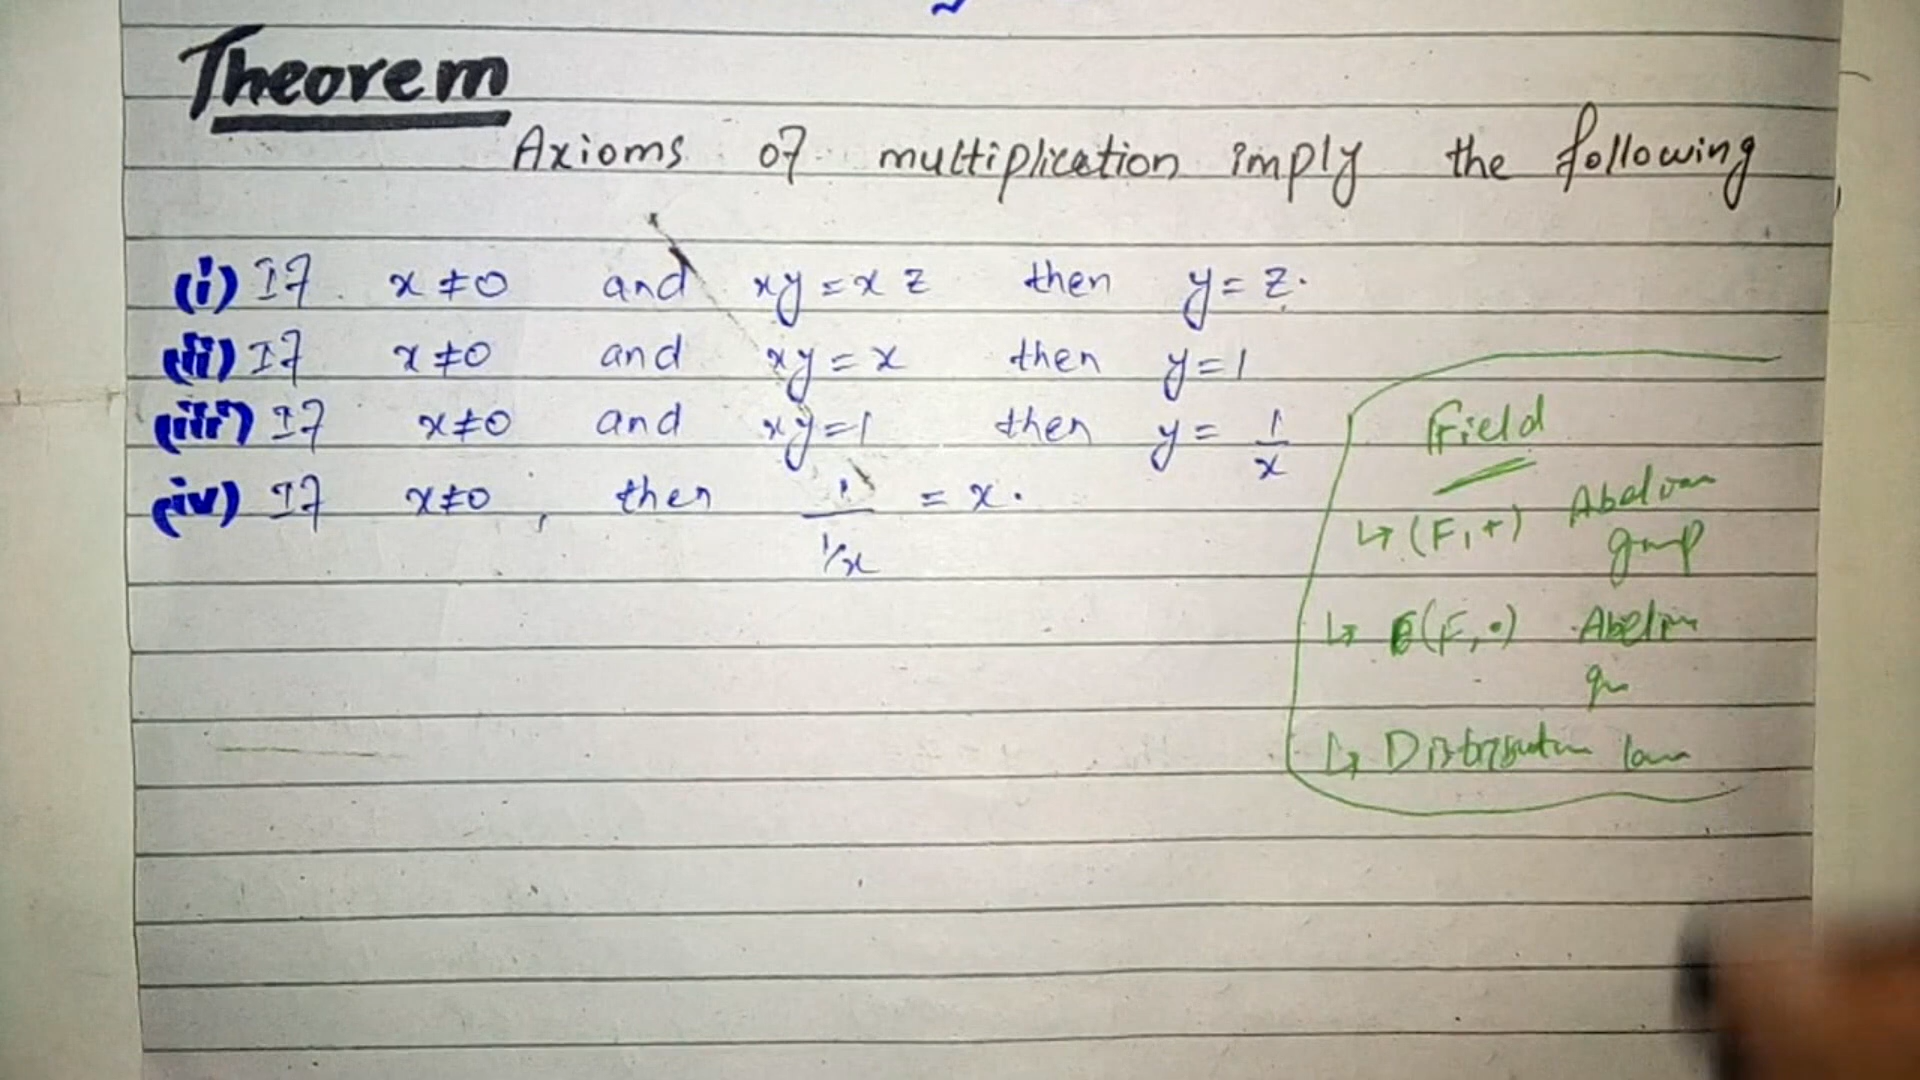 Theorem
Axioms of multiplication imply the following
(i) If x ≠ 0 and xy = xz then y = z.
(ii) If x ≠ 0 and xy = x then y = 1
(iii) If x ≠ 0 and xy = 1 then y = 1/x
(iv) If x ≠ 0, then 1/(1/x) = x.
Field
↳ (F, +) Abelian
group
↳ (F, •) Abelian
↳ Distribution law